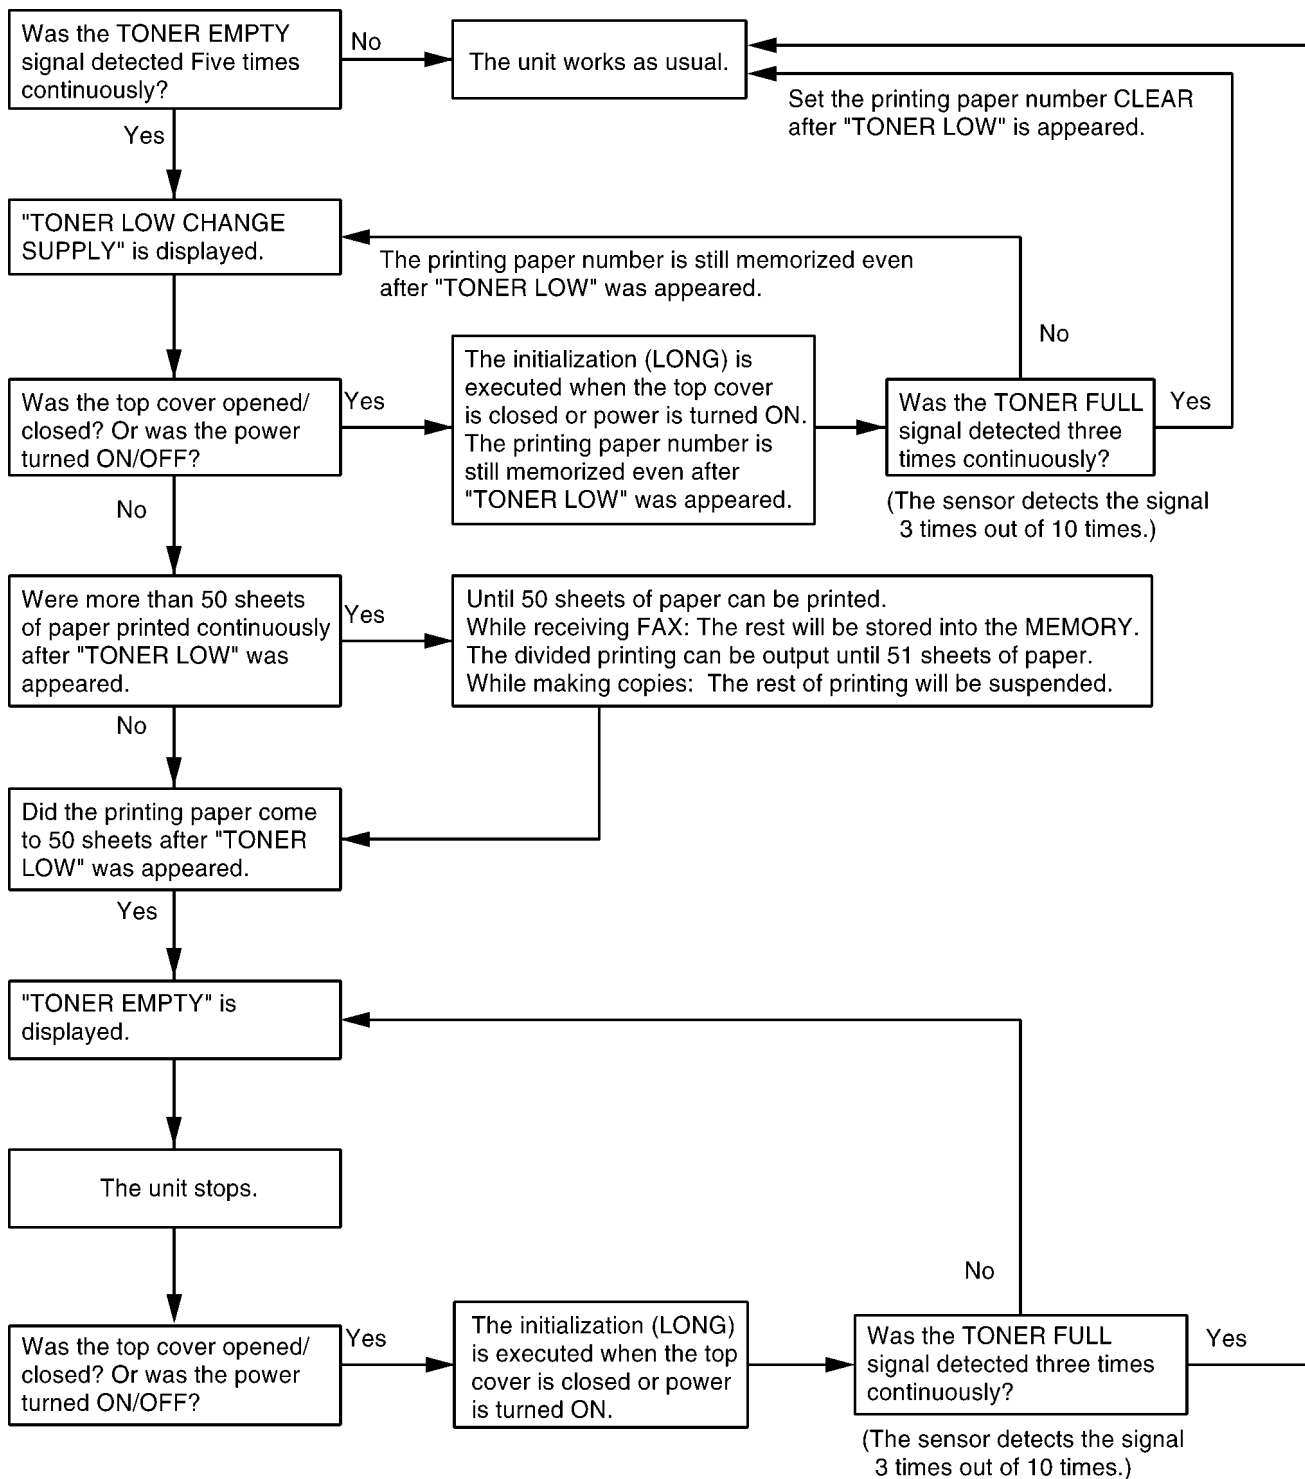 Was the TONER EMPTY
signal detected Five times
continuously?
No
The unit works as usual.
Set the printing paper number CLEAR
after "TONER LOW" is appeared.
Yes
"TONER LOW CHANGE
SUPPLY" is displayed.
The printing paper number is still memorized even
after "TONER LOW" was appeared.
No
Was the top cover opened/
closed? Or was the power
turned ON/OFF?
Yes
The initialization (LONG) is
executed when the top cover
is closed or power is turned ON.
The printing paper number is
still memorized even after
"TONER LOW" was appeared.
Was the TONER FULL
signal detected three
times continuously?
Yes
(The sensor detects the signal
3 times out of 10 times.)
No
Were more than 50 sheets
of paper printed continuously
after "TONER LOW" was
appeared.
Yes
Until 50 sheets of paper can be printed.
While receiving FAX: The rest will be stored into the MEMORY.
The divided printing can be output until 51 sheets of paper.
While making copies: The rest of printing will be suspended.
No
Did the printing paper come
to 50 sheets after "TONER
LOW" was appeared.
Yes
"TONER EMPTY" is
displayed.
The unit stops.
No
Was the top cover opened/
closed? Or was the power
turned ON/OFF?
Yes
The initialization (LONG)
is executed when the top
cover is closed or power
is turned ON.
Was the TONER FULL
signal detected three times
continuously?
Yes
(The sensor detects the signal
3 times out of 10 times.)